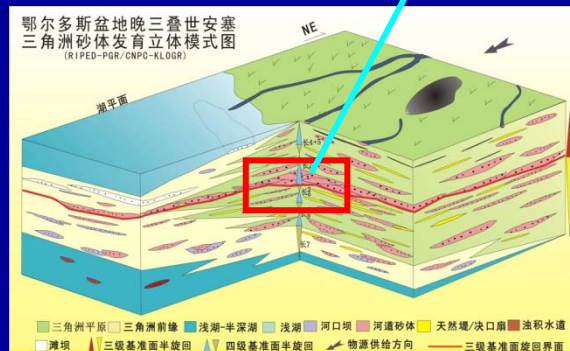 鄂尔多斯盆地晚三叠世安塞
三角洲砂体发育立体模式图
(RIPED-PGR/CNPC-KLOGR)
NE
湖平面
长4+5
长7
三角洲平原 三角洲前缘 浅湖-半深湖 浅湖 河口坝 河道砂体 天然堤/决口扇 浊积水道
滩坝 三级基准面半旋回 四级基准面半旋回 物源供给方向 三级基准面旋回界面